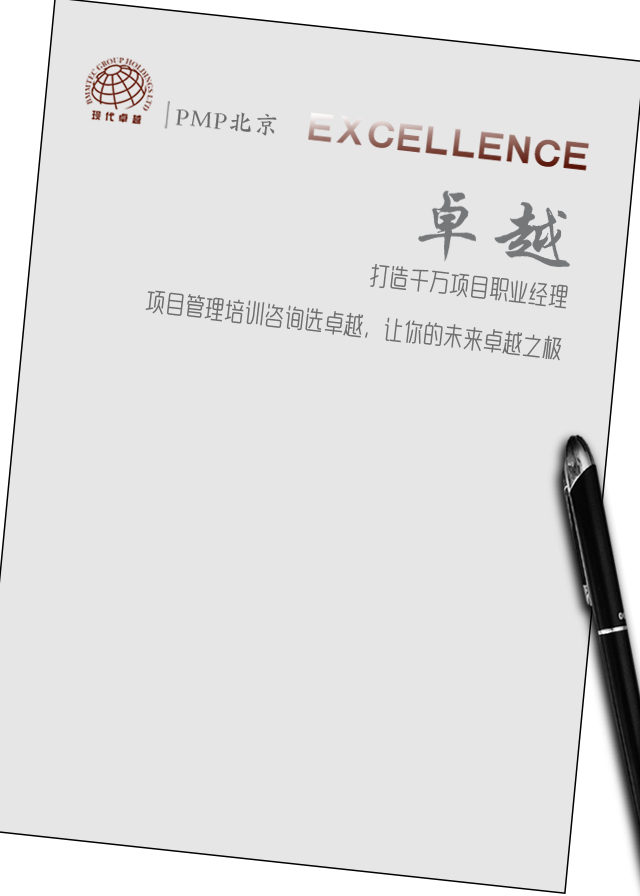 GROUP HOLDINGS LTD
现代卓越
PMP北京
EXCELLENCE
卓越
打造千万项目职业经理
项目管理培训咨询选卓越，让你的未来卓越之极